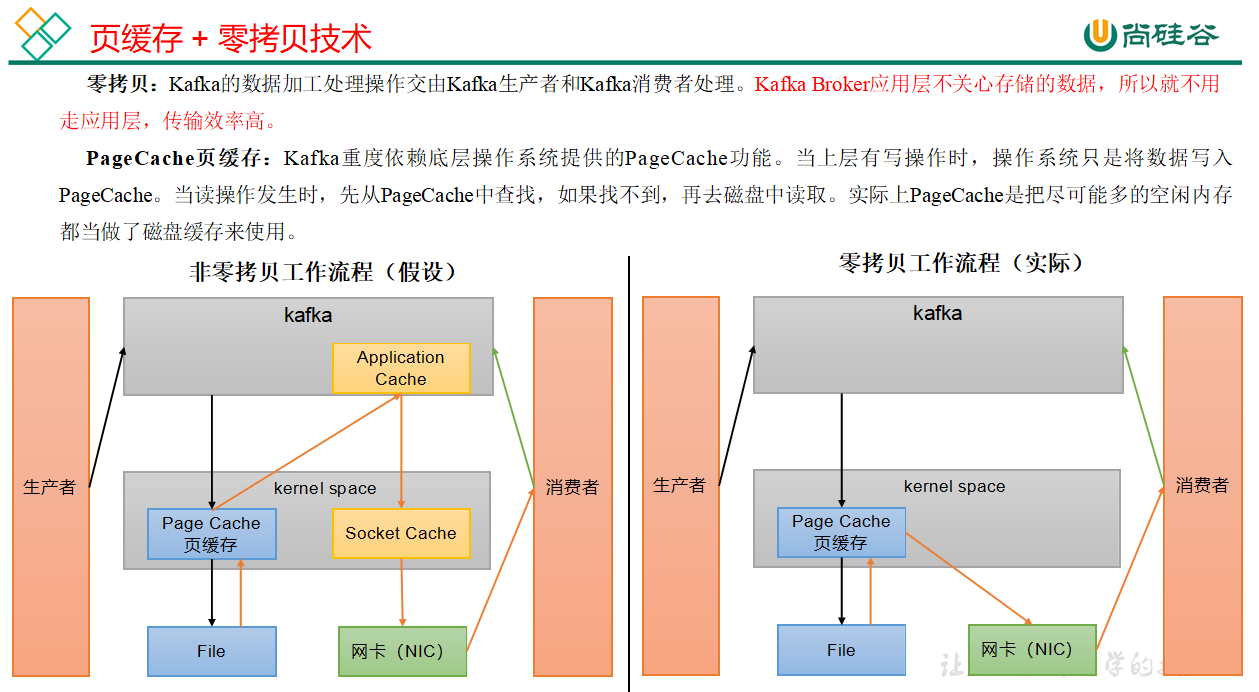 页缓存 + 零拷贝技术
尚硅谷
零拷贝：Kafka的数据加工处理操作交由Kafka生产者和Kafka消费者处理。Kafka Broker应用层不关心存储的数据，所以就不用
走应用层，传输效率高。
PageCache页缓存：Kafka重度依赖底层操作系统提供的PageCache功能。当上层有写操作时，操作系统只是将数据写入
PageCache。当读操作发生时，先从PageCache中查找，如果找不到，再去磁盘中读取。实际上PageCache是把尽可能多的空闲内存
都当做了磁盘缓存来使用。
非零拷贝工作流程（假设）
kafka
Application
Cache
生产者
kernel space
Page Cache
页缓存
Socket Cache
消费者
File
网卡（NIC）
零拷贝工作流程（实际）
kafka
生产者
kernel space
Page Cache
页缓存
消费者
File
网卡（NIC）
让
学的